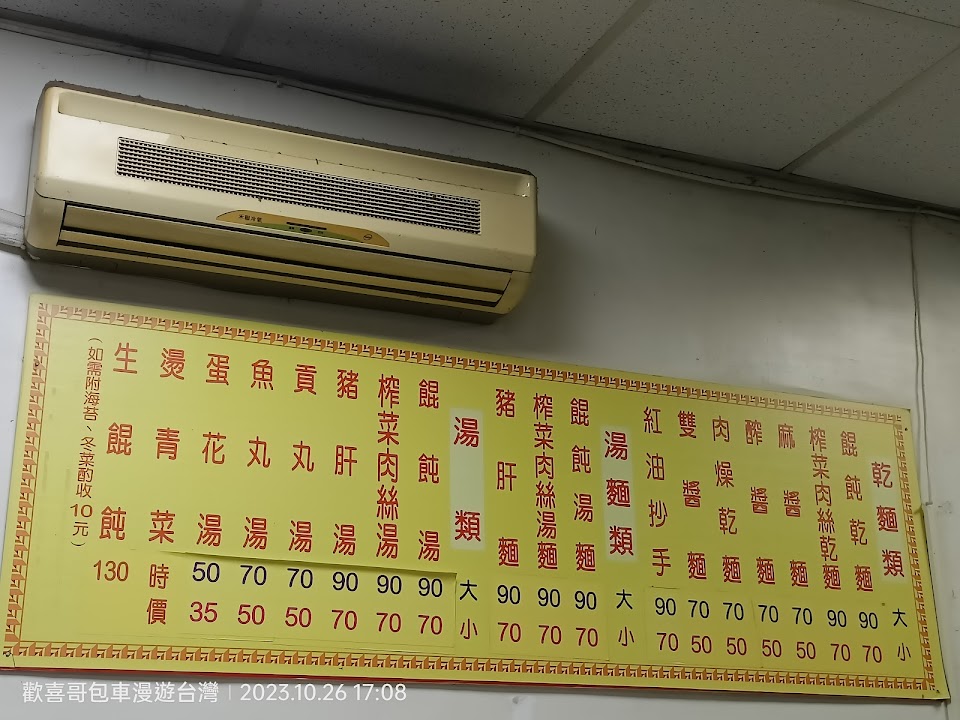 乾麵類 大 小
餛飩乾麵 90 70
榨菜肉絲乾麵 90 70
麻醬麵 70 50
酢醬麵 70 50
肉燥乾麵 70 50
雙醬麵 70 50
紅油抄手 90 70
湯麵類 大 小
餛飩湯麵 90 70
榨菜肉絲湯麵 90 70
豬肝麵 90 70
湯類 大 小
餛飩湯 90 70
榨菜肉絲湯 90 70
豬肝湯 90 70
貢丸湯 70 50
魚丸湯 70 50
蛋花湯 50 35
燙青菜 時價
生餛飩 130
(如需附海苔、冬菜酌收10元)
歡喜哥包車漫遊台灣 | 2023.10.26 17:08